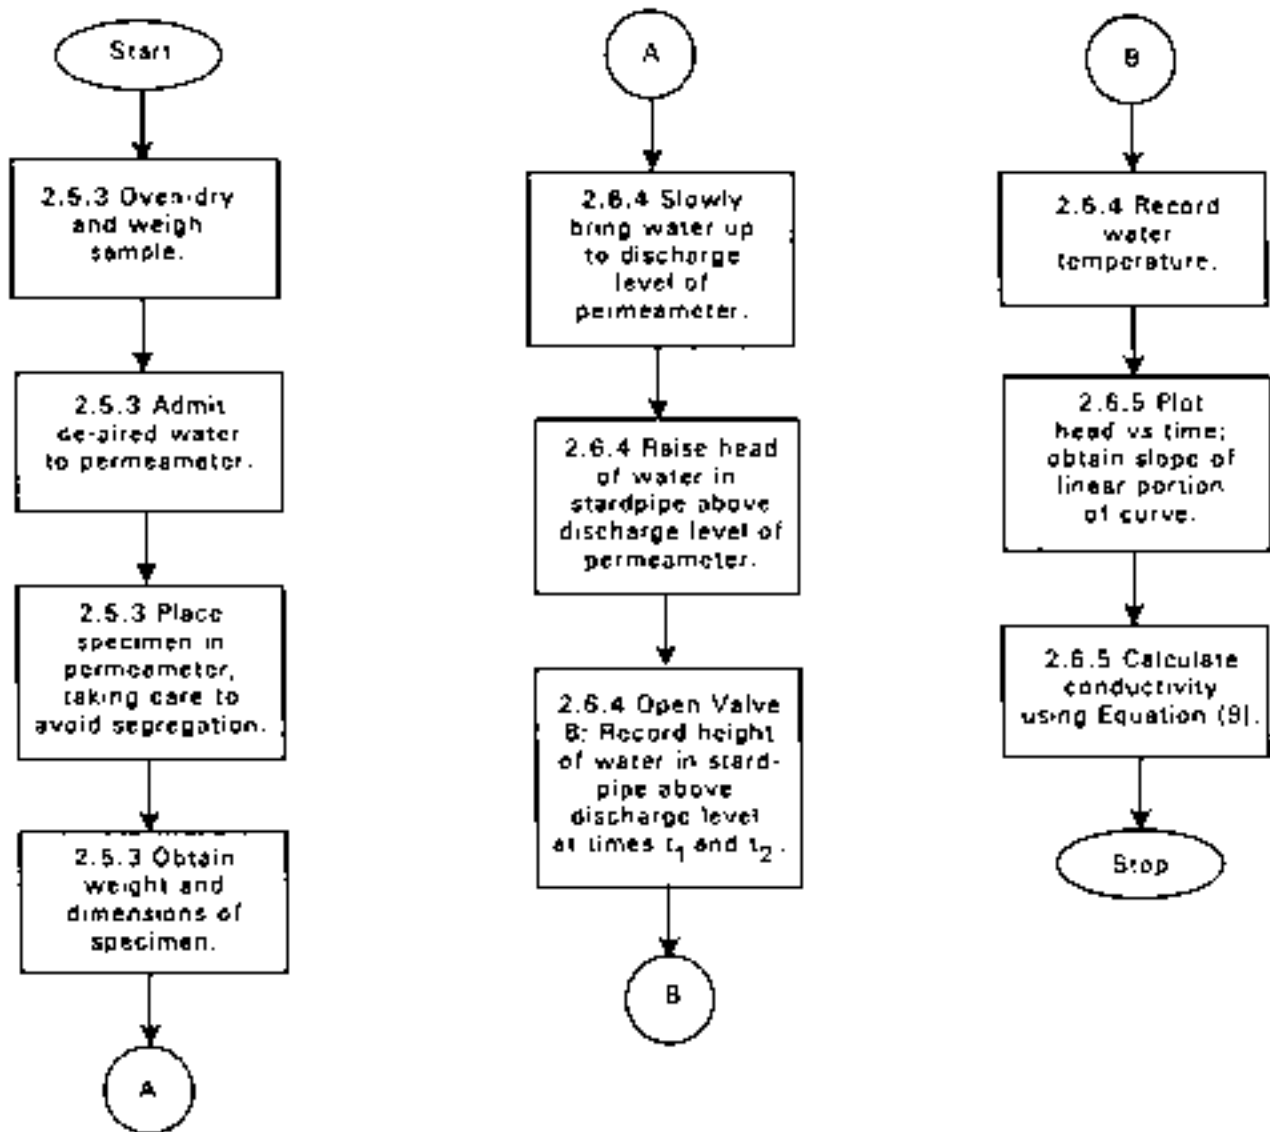 Start
2.5.3 Oven-dry
and weigh
sample.
2.5.3 Admit
de-aired water
to permeameter.
2.5.3 Place
specimen in
permeameter,
taking care to
avoid segregation.
2.5.3 Obtain
weight and
dimensions of
specimen.
A
A
2.6.4 Slowly
bring water up
to discharge
level of
permeameter.
2.6.4 Raise head
of water in
stardpipe above
discharge level of
permeameter.
2.6.4 Open Valve
B: Record height
of water in stard-
pipe above
discharge level
at times t1 and t2.
B
B
2.6.4 Record
water
temperature.
2.6.5 Plot
head vs time;
obtain slope of
linear portion
of curve.
2.6.5 Calculate
conductivity
using Equation (9).
Stop